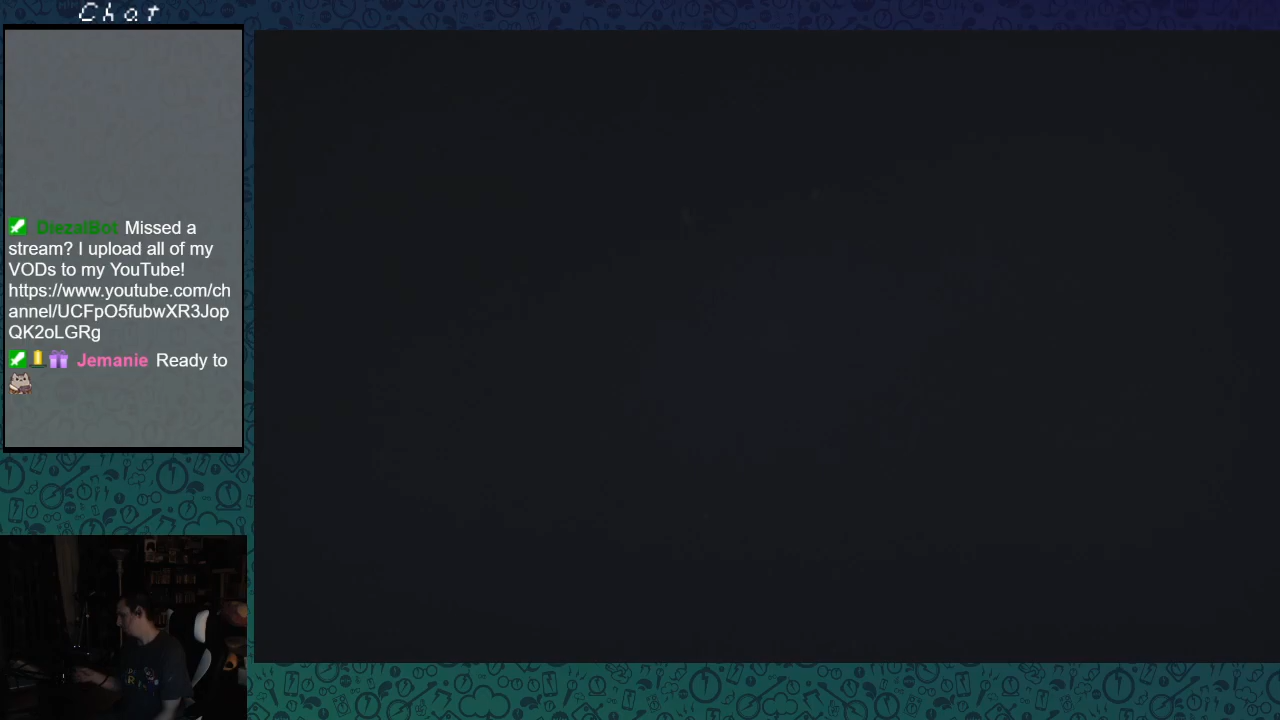 Chat
DiezalBot Missed a
stream? I upload all of my
VODs to my YouTube!
https://www.youtube.com/ch
annel/UCFpO5fubwXR3Jop
QK2oLGRg
Jemanie Ready to